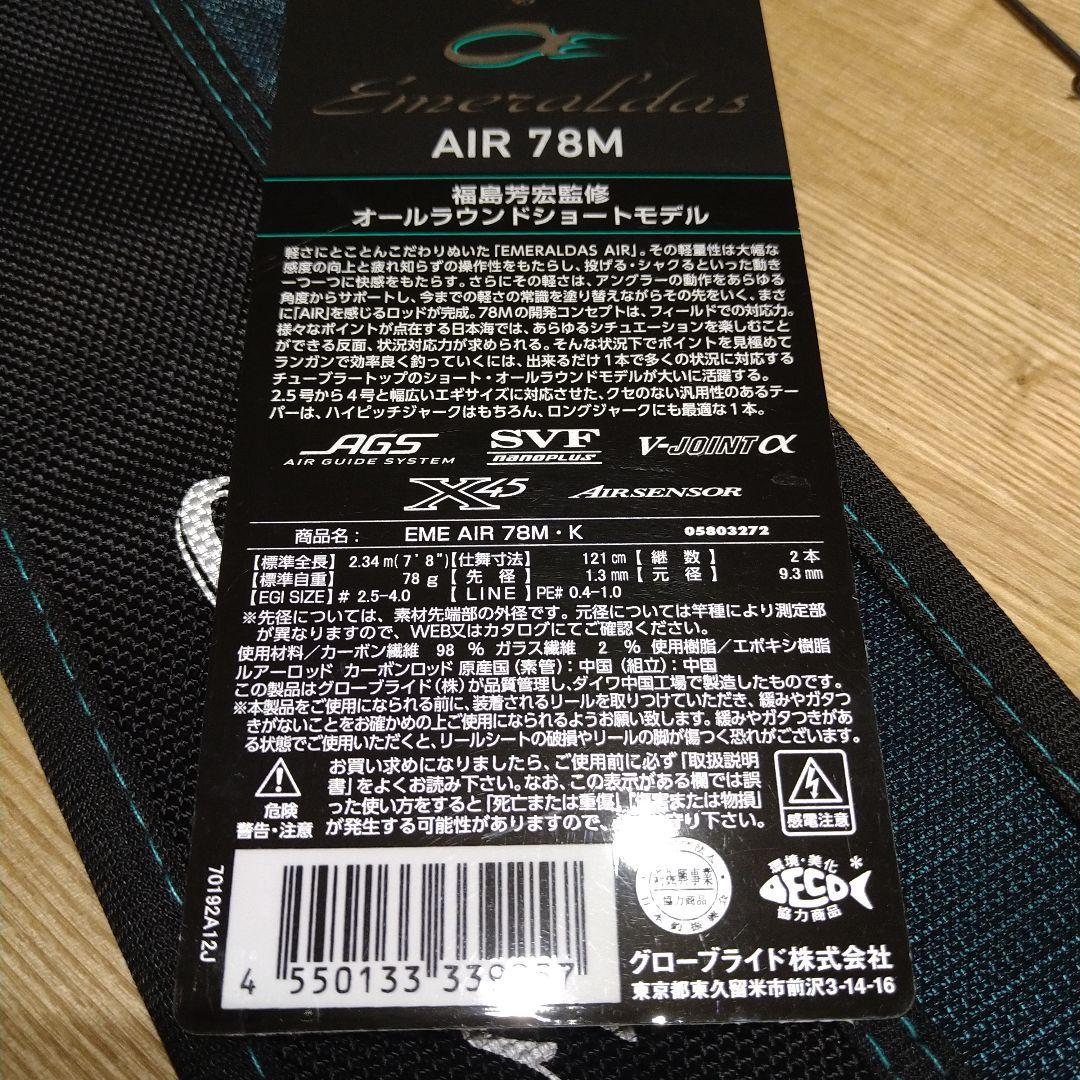 Emeraldas
AIR 78M
福島芳宏監修
オールラウンドショートモデル
軽さにとことんこだわりぬいた「EMERALDAS AIR」。その軽量性は大幅な
感度の向上と疲れ知らずの操作性をもたらし、投げる・シャクるといった動き
一つ一つに快感をもたらす。さらにその軽さは、アングラーの動作をあらゆる
角度からサポートし、今までの軽さの常識を塗り替えながらその先をいく、まさ
に「AIR」を感じるロッドが完成。78Mの開発コンセプトは、フィールドでの対応力。
様々なポイントが点在する日本海では、あらゆるシチュエーションを楽しむこと
ができる反面、状況対応力が求められる。そんな状況下でポイントを見極めて
ランガンで効率良く釣っていくには、出来るだけ1本で多くの状況に対応する
チューブラートップのショート・オールラウンドモデルが大いに活躍する。
2.5号から4号と幅広いエギサイズに対応させた、クセのない汎用性のあるテー
パーは、ハイピッチジャークはもちろん、ロングジャークにも最適な1本。
AGS SVF V-JOINT α
AIR GUIDE SYSTEM nanoplus
X45 AIRSENSOR
商品名： EME AIR 78M・K 05803272
【標準全長】 2.34m(7'8")【仕舞寸法】 121cm【継数】 2本
【標準自重】 78g【先径】 1.3mm【元径】 9.3mm
【EGI SIZE】# 2.5-4.0 【LINE】PE# 0.4-1.0
※先径については、素材先端部の外径です。元径については竿種により測定部
が異なりますので、WEB又はカタログにてご確認ください。
使用材料／カーボン繊維 98 % ガラス繊維 2 % 使用樹脂／エポキシ樹脂
ルアーロッド カーボンロッド 原産国(素管)：中国(組立)：中国
この製品はグローブライド(株)が品質管理し、ダイワ中国工場で製造したものです。
※本製品をご使用になられる前に、装着されるリールを取りつけていただき、緩みやガタつ
きがないことをお確かめの上ご使用になられるようお願い致します。緩みやガタつきがあ
る状態でご使用いただくと、リールシートの破損やリールの脚が傷つく恐れがございます。
危険
警告・注意
お買い求めになりましたら、ご使用前に必ず「取扱説明
書」をよくお読み下さい。なお、この表示がある欄では誤
った使い方をすると「死亡または重傷」「傷害または物損」
が発生する可能性がありますので、 守り下さい。
感電注意
70192A12J
4 550133
興事業
協力商品
環境・美化
ECO
協力商品
グローブライド株式会社
東京都東久留米市前沢3-14-16